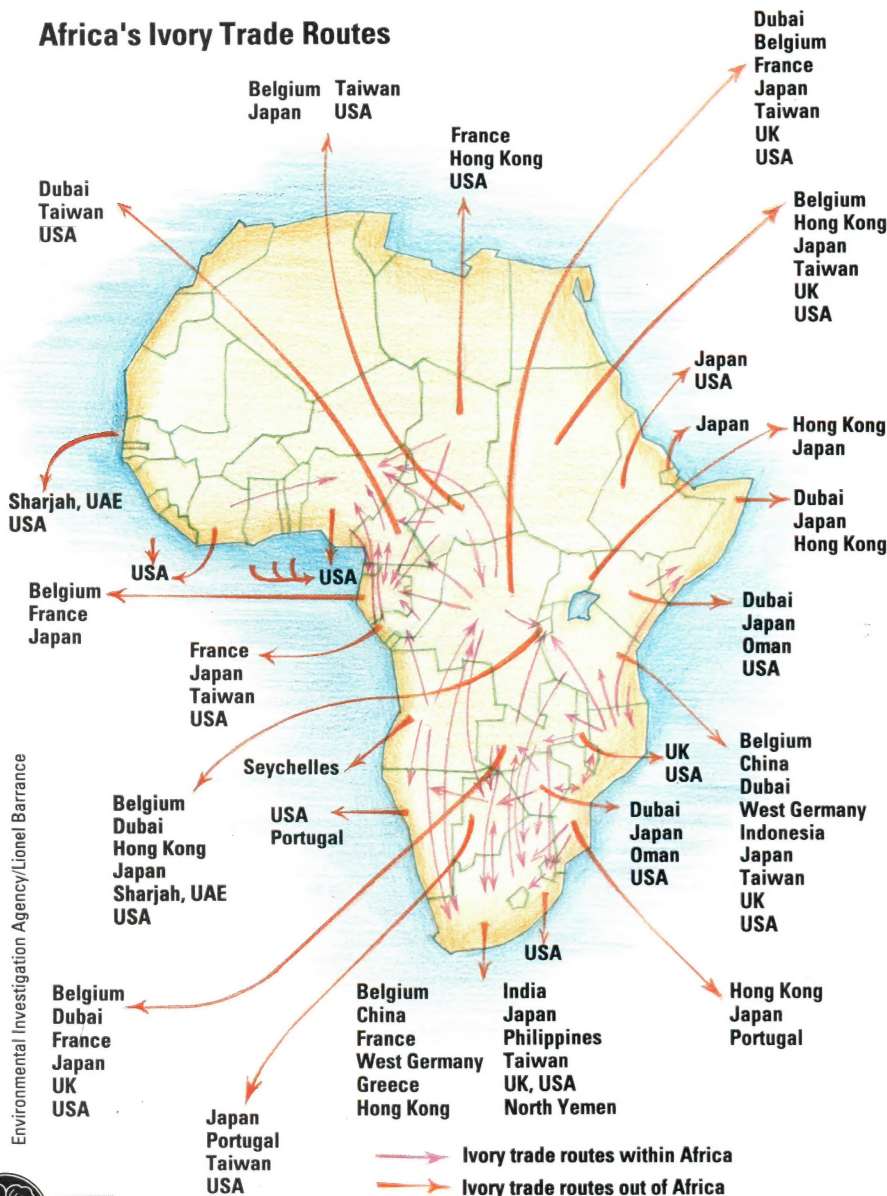 Africa's Ivory Trade Routes
Dubai
Belgium
France
Japan
Taiwan
UK
USA
Belgium Taiwan
Japan USA
France
Hong Kong
USA
Dubai
Taiwan
USA
Belgium
Hong Kong
Japan
Taiwan
UK
USA
Japan
USA
Japan
Hong Kong
Japan
Sharjah, UAE
USA
Dubai
Japan
Hong Kong
USA
USA
Belgium
France
Japan
Dubai
Japan
Oman
USA
France
Japan
Taiwan
USA
Seychelles
UK
USA
Belgium
China
Dubai
West Germany
Indonesia
Japan
Taiwan
UK
USA
Belgium
Dubai
Hong Kong
Japan
Sharjah, UAE
USA
USA
Portugal
Dubai
Japan
Oman
USA
USA
Belgium
Dubai
France
Japan
UK
USA
Belgium
China
France
West Germany
Greece
Hong Kong
India
Japan
Philippines
Taiwan
UK, USA
North Yemen
Hong Kong
Japan
Portugal
Japan
Portugal
Taiwan
USA
Ivory trade routes within Africa
Ivory trade routes out of Africa
Environmental Investigation Agency/Lionel Barrance